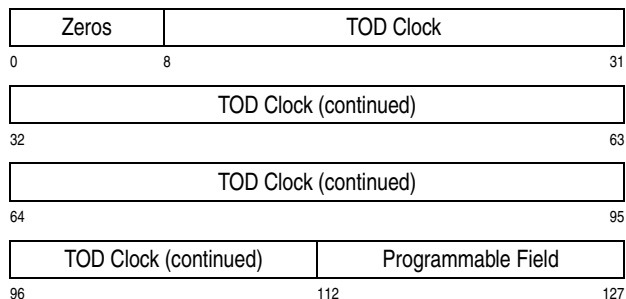 Zeros TOD Clock
0 8 31
TOD Clock (continued)
32 63
TOD Clock (continued)
64 95
TOD Clock (continued) Programmable Field
96 112 127